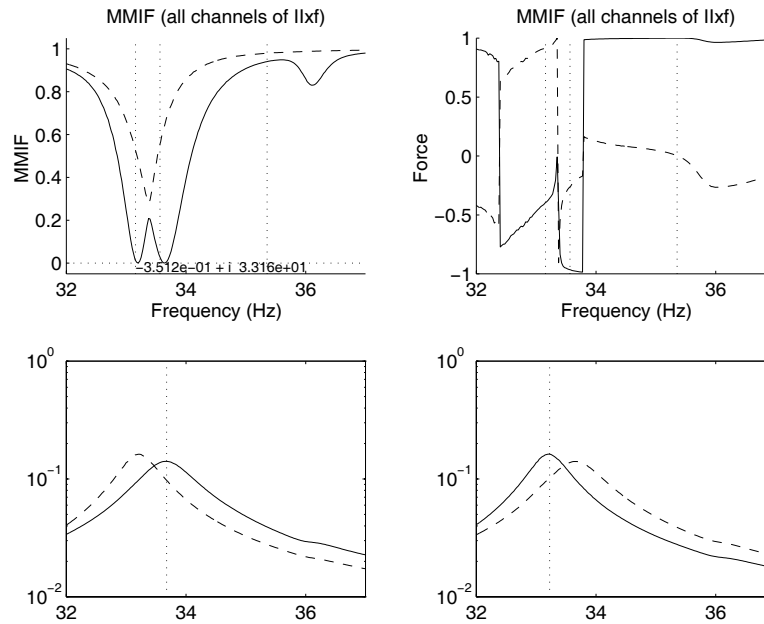 MMIF (all channels of IIxf)
1
0.8
0.6
0.4
0.2
0
MMIF
−3.512e−01 + i 3.316e+01
32 34 36
Frequency (Hz)
MMIF (all channels of IIxf)
1
0.5
0
−0.5
−1
Force
32 34 36
Frequency (Hz)
10^0
10^-1
10^-2
32 34 36
10^0
10^-1
10^-2
32 34 36